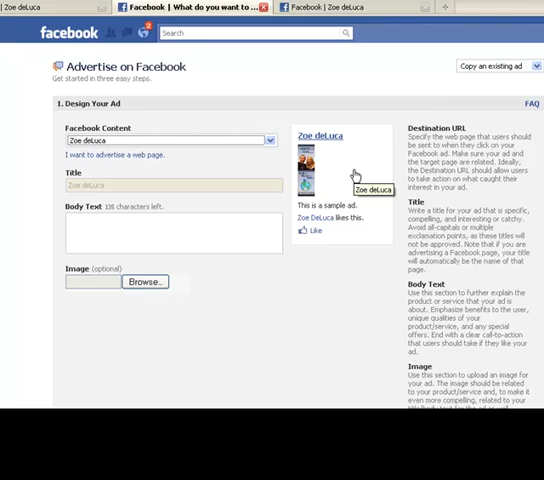 Zoe deLuca
Facebook | What do you want to ...
Facebook | Zoe deLuca
facebook
2
Search
Advertise on Facebook
Get started in three easy steps.
Copy an existing ad
1. Design Your Ad
FAQ
Facebook Content
Zoe deLuca
I want to advertise a web page.
Title
Zoe deLuca
Body Text 135 characters left.
Image (optional)
Browse...
Zoe deLuca
Zoe deLuca
This is a sample ad.
Zoe DeLuca likes this.
Like
Destination URL
Specify the web page that users should
be sent to when they click on your
Facebook ad. Make sure your ad and
the target page are related. Ideally,
the Destination URL should allow users
to take action on what caught their
interest in your ad.
Title
Write a title for your ad that is specific,
compelling, and interesting or catchy.
Avoid all-capitals or multiple
exclamation points, as these titles will
not be approved. Note that if you are
advertising a Facebook page, your title
will automatically be the name of that
page.
Body Text
Use this section to further explain the
product or service that your ad is
about. Emphasize benefits to the user,
unique qualities of your
product/service, and any special
offers. End with a clear call-to-action
that users should take if they like your
ad.
Image
Use this section to upload an image for
your ad. The image should be related
to your product/service and, to make
it even more compelling, related to your